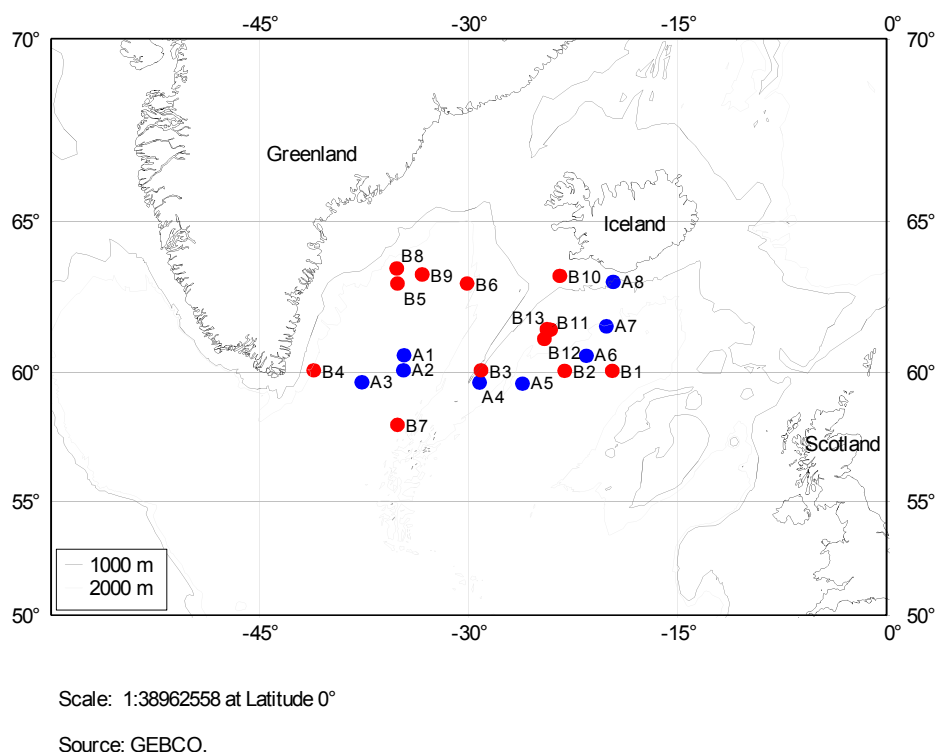 -45° -30° -15° 0°
70° 70°
Greenland
65° Iceland 65°
B8
B9
B5 B6 B10 A8
B13 B11 A7
B12 A6
A1
60° B4 A2 B3 B2 B1 60°
A3 A4 A5
B7
Scotland
55° 55°
1000 m
2000 m
50° 50°
-45° -30° -15° 0°
Scale: 1:38962558 at Latitude 0°
Source: GEBCO.